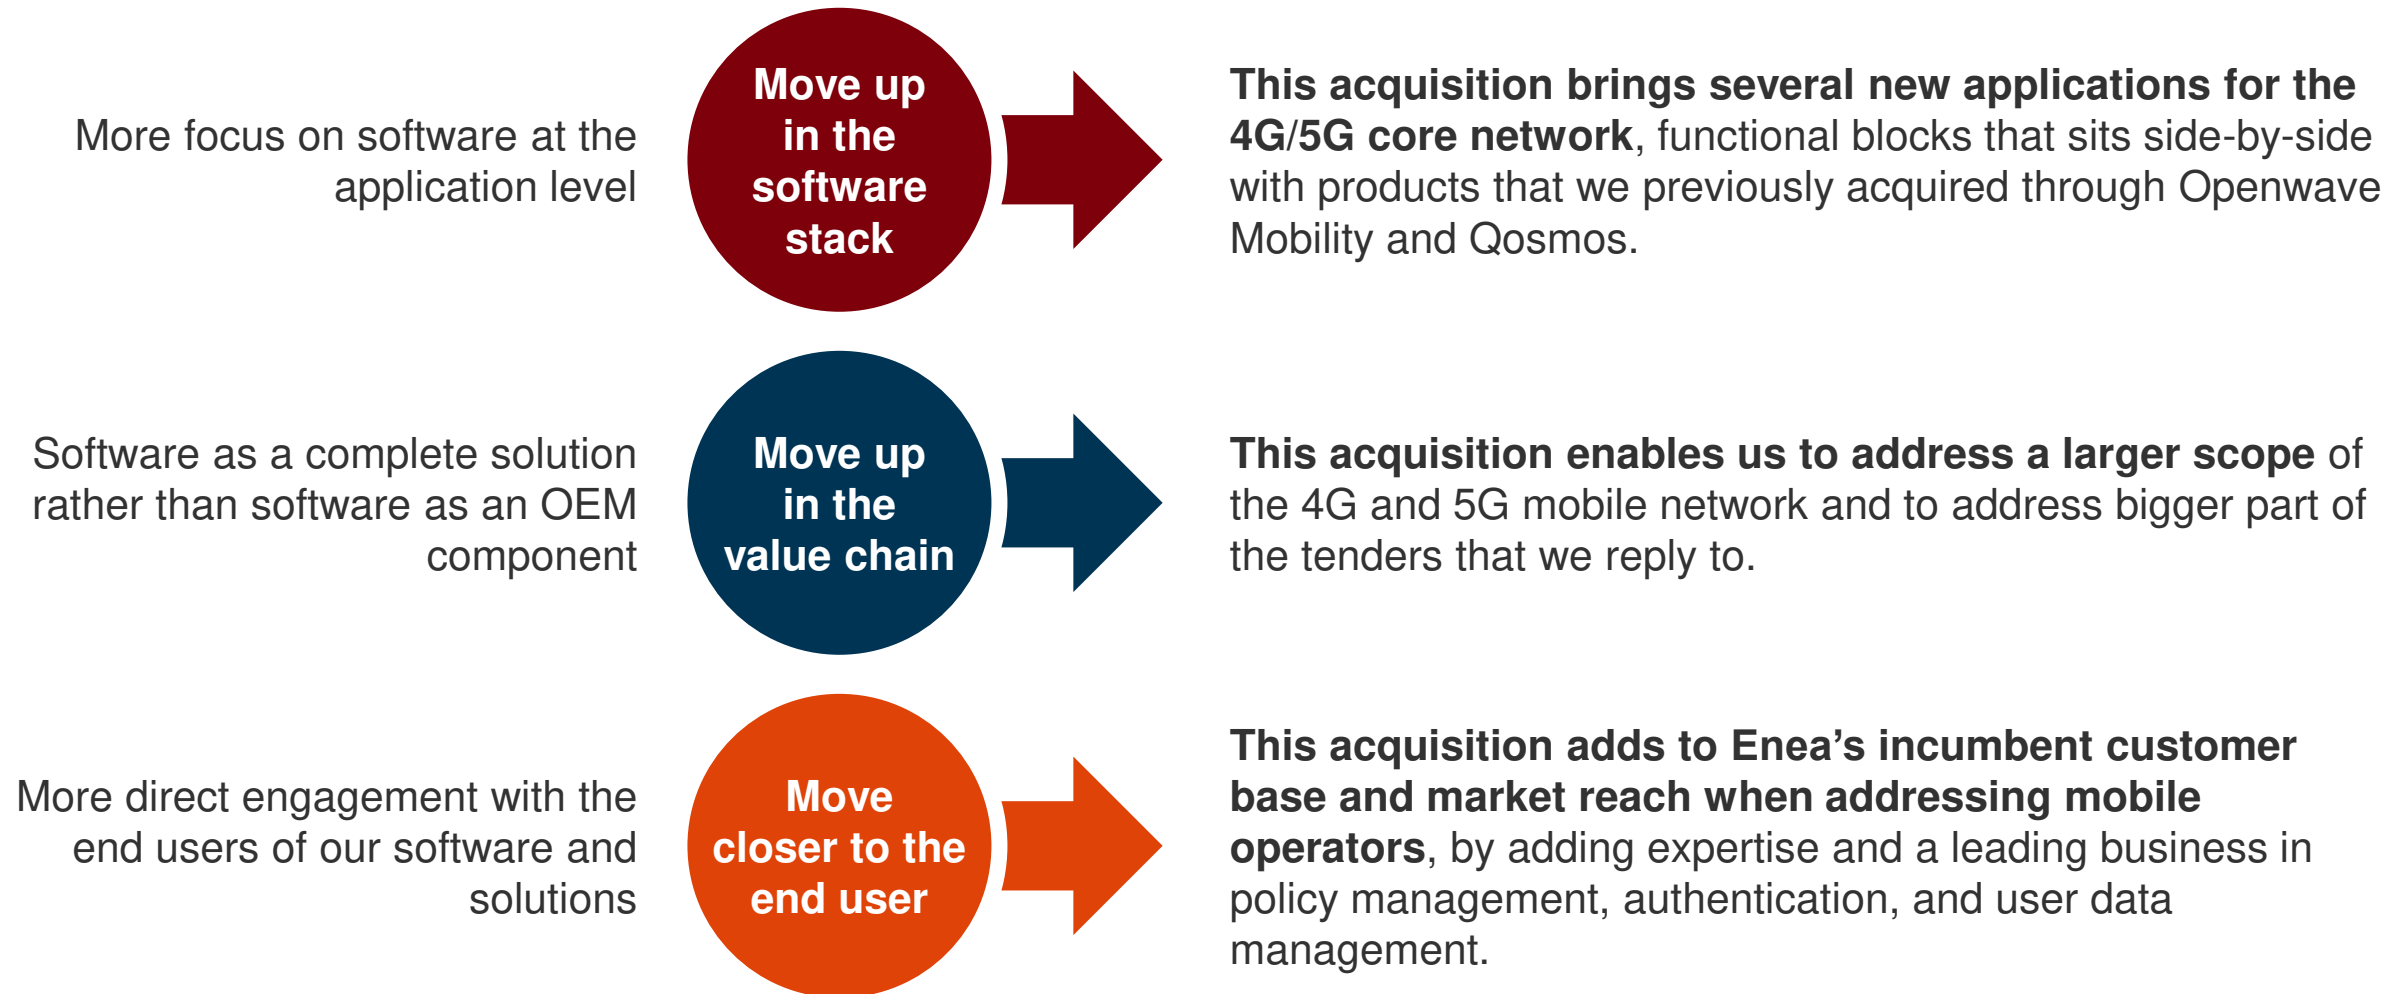 More focus on software at the
application level
Move up
in the
software
stack
This acquisition brings several new applications for the
4G/5G core network, functional blocks that sits side-by-side
with products that we previously acquired through Openwave
Mobility and Qosmos.
Software as a complete solution
rather than software as an OEM
component
Move up
in the
value chain
This acquisition enables us to address a larger scope of
the 4G and 5G mobile network and to address bigger part of
the tenders that we reply to.
More direct engagement with the
end users of our software and
solutions
Move
closer to the
end user
This acquisition adds to Enea’s incumbent customer
base and market reach when addressing mobile
operators, by adding expertise and a leading business in
policy management, authentication, and user data
management.